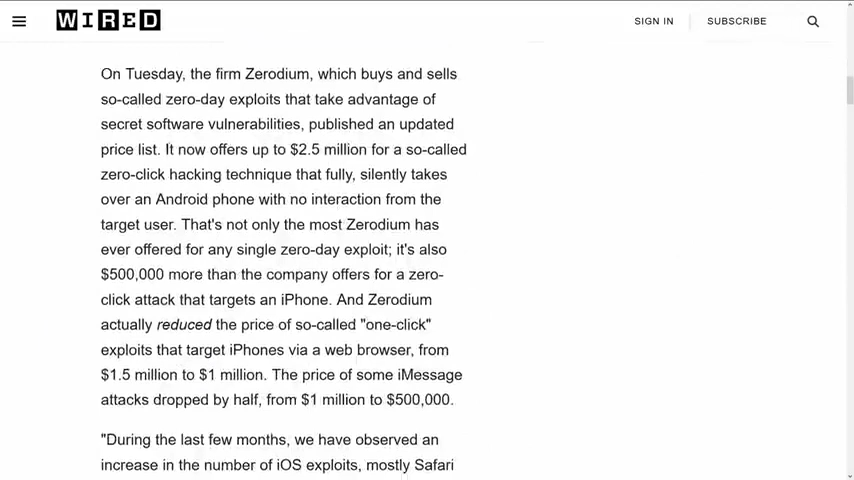 WIRED
SIGN IN
SUBSCRIBE
On Tuesday, the firm Zerodium, which buys and sells
so-called zero-day exploits that take advantage of
secret software vulnerabilities, published an updated
price list. It now offers up to $2.5 million for a so-called
zero-click hacking technique that fully, silently takes
over an Android phone with no interaction from the
target user. That's not only the most Zerodium has
ever offered for any single zero-day exploit; it's also
$500,000 more than the company offers for a zero-
click attack that targets an iPhone. And Zerodium
actually reduced the price of so-called "one-click"
exploits that target iPhones via a web browser, from
$1.5 million to $1 million. The price of some iMessage
attacks dropped by half, from $1 million to $500,000.
"During the last few months, we have observed an
increase in the number of iOS exploits, mostly Safari